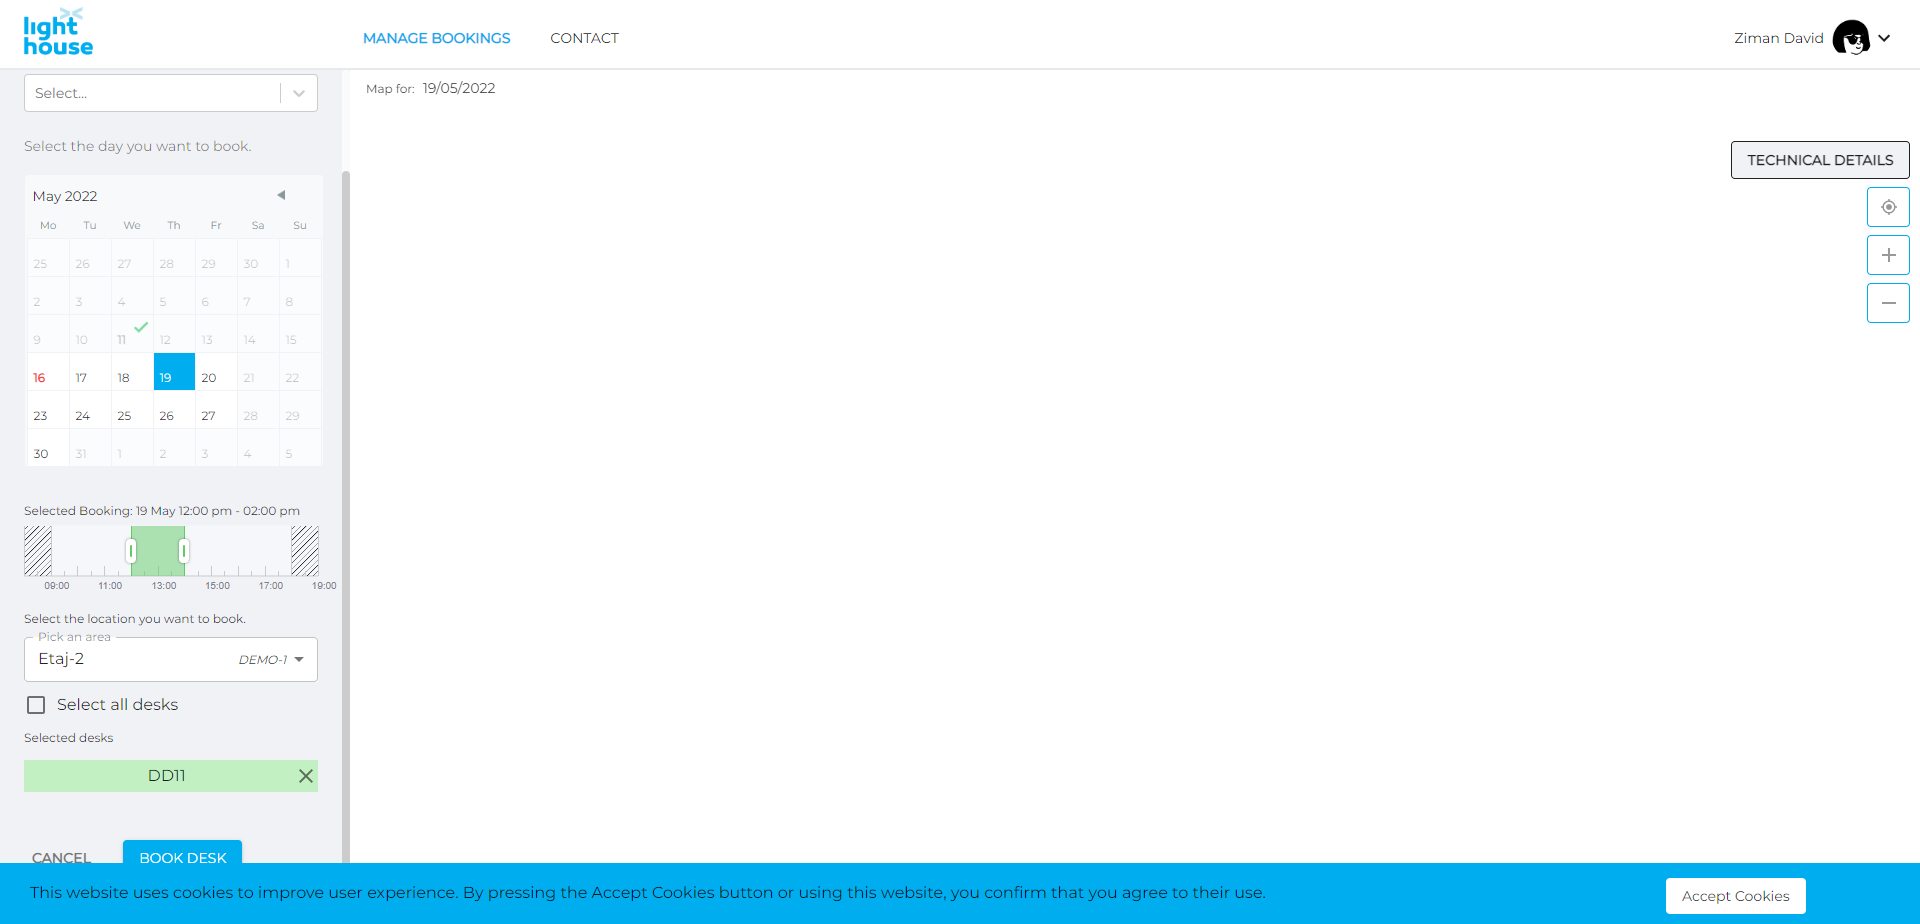 light
house
MANAGE BOOKINGS
CONTACT
Ziman David
Select...
Map for: 19/05/2022
Select the day you want to book.
TECHNICAL DETAILS
May 2022
Mo Tu We Th Fr Sa Su
25 26 27 28 29 30 1
2 3 4 5 6 7 8
9 10 11 12 13 14 15
16 17 18 19 20 21 22
23 24 25 26 27 28 29
30 31 1 2 3 4 5
Selected Booking: 19 May 12:00 pm - 02:00 pm
09:00 11:00 13:00 15:00 17:00 19:00
Select the location you want to book.
Pick an area
Etaj-2 DEMO-1
Select all desks
Selected desks
DD11
CANCEL
BOOK DESK
This website uses cookies to improve user experience. By pressing the Accept Cookies button or using this website, you confirm that you agree to their use.
Accept Cookies